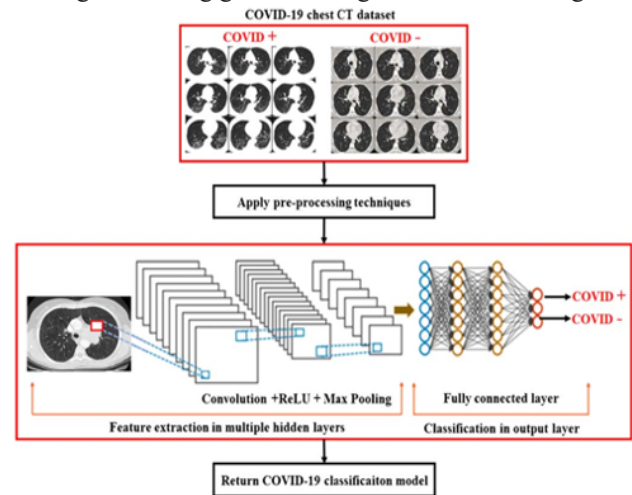 COVID-19 chest CT dataset
COVID +
COVID -
Apply pre-processing techniques
COVID +
COVID -
Convolution +ReLU + Max Pooling
Fully connected layer
Feature extraction in multiple hidden layers
Classification in output layer
Return COVID-19 classificaiton model